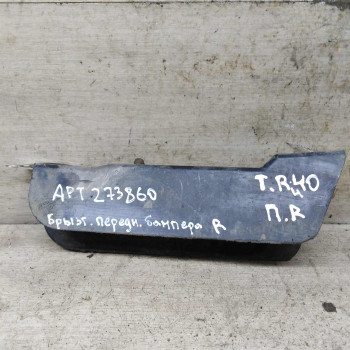 АРТ.273860
Брызг. передн. бампера R
T.R40
П.R